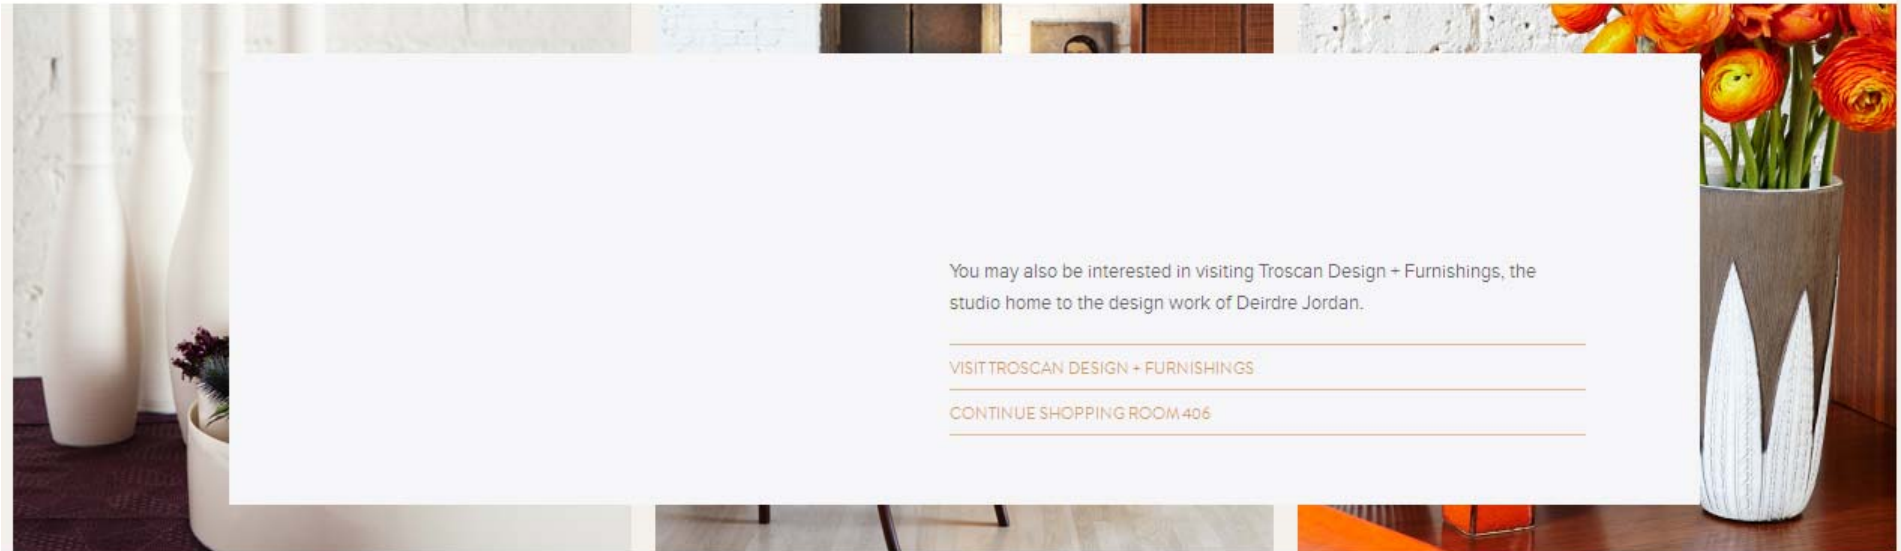 You may also be interested in visiting Troscan Design + Furnishings, the
studio home to the design work of Deirdre Jordan.
VISIT TROSCAN DESIGN + FURNISHINGS
CONTINUE SHOPPING ROOM 406